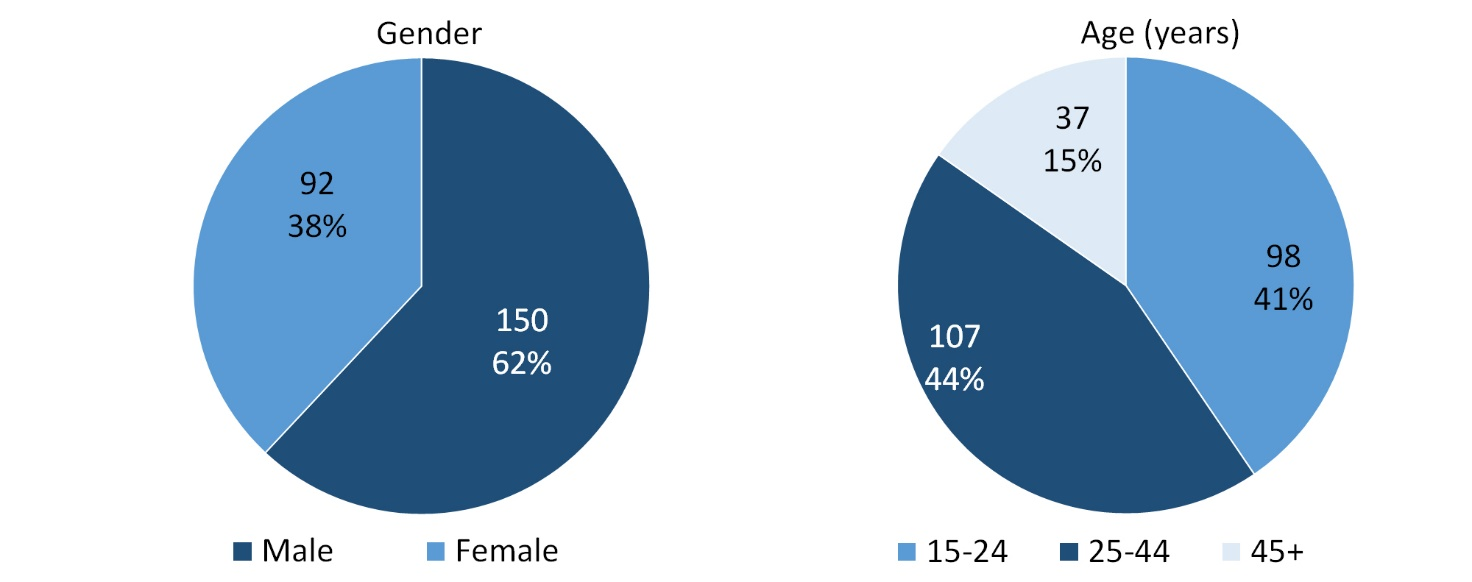 Gender
92
38%
150
62%
Male Female
Age (years)
37
15%
98
41%
107
44%
15-24 25-44 45+